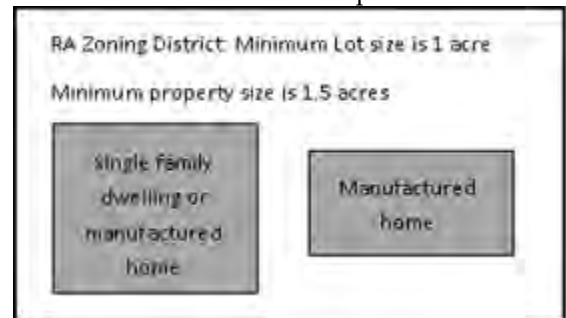 RA Zoning District: Minimum Lot size is 1 acre
Minimum property size is 1.5 acres
single family
dwelling or
manufactured
home
Manufactured
home